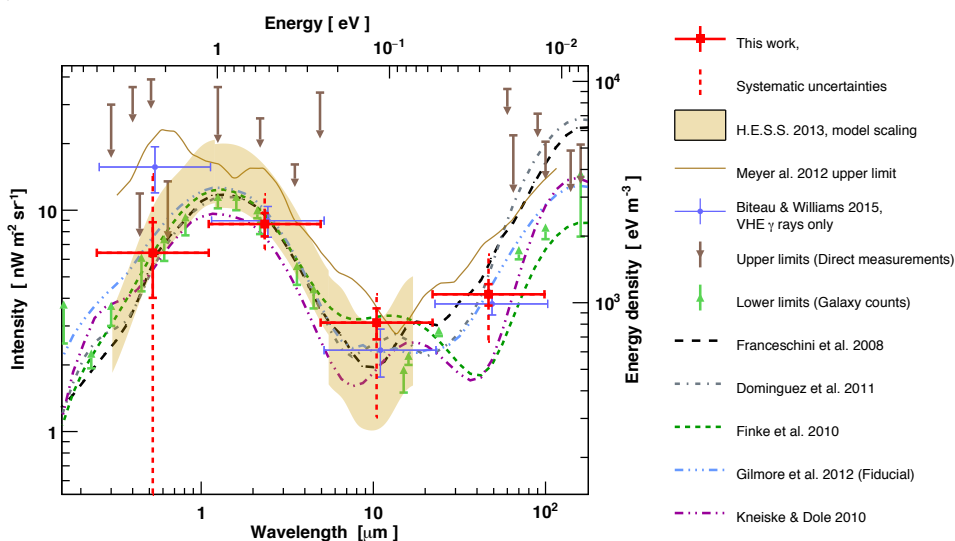 Energy [ eV ]
1
10⁻¹
10⁻²
10
1
Intensity [ nW m⁻² sr⁻¹ ]
10⁴
10³
Energy density [ eV m⁻³ ]
1
10
10²
Wavelength [μm]
This work,
Systematic uncertainties
H.E.S.S. 2013, model scaling
Meyer al. 2012 upper limit
Biteau & Williams 2015,
VHE γ rays only
Upper limits (Direct measurements)
Lower limits (Galaxy counts)
Franceschini et al. 2008
Dominguez et al. 2011
Finke et al. 2010
Gilmore et al. 2012 (Fiducial)
Kneiske & Dole 2010